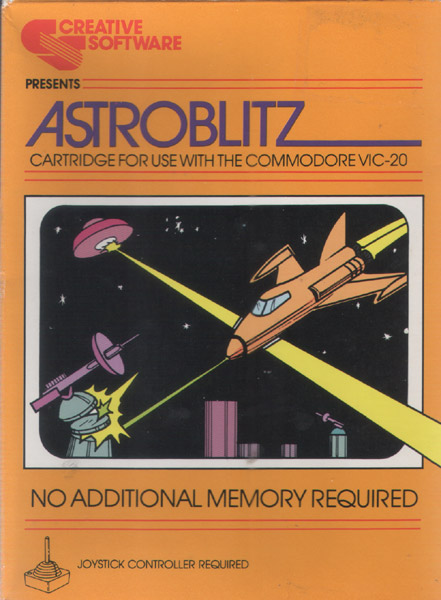 CREATIVE
SOFTWARE
PRESENTS
ASTROBLITZ
CARTRIDGE FOR USE WITH THE COMMODORE VIC-20
NO ADDITIONAL MEMORY REQUIRED
JOYSTICK CONTROLLER REQUIRED